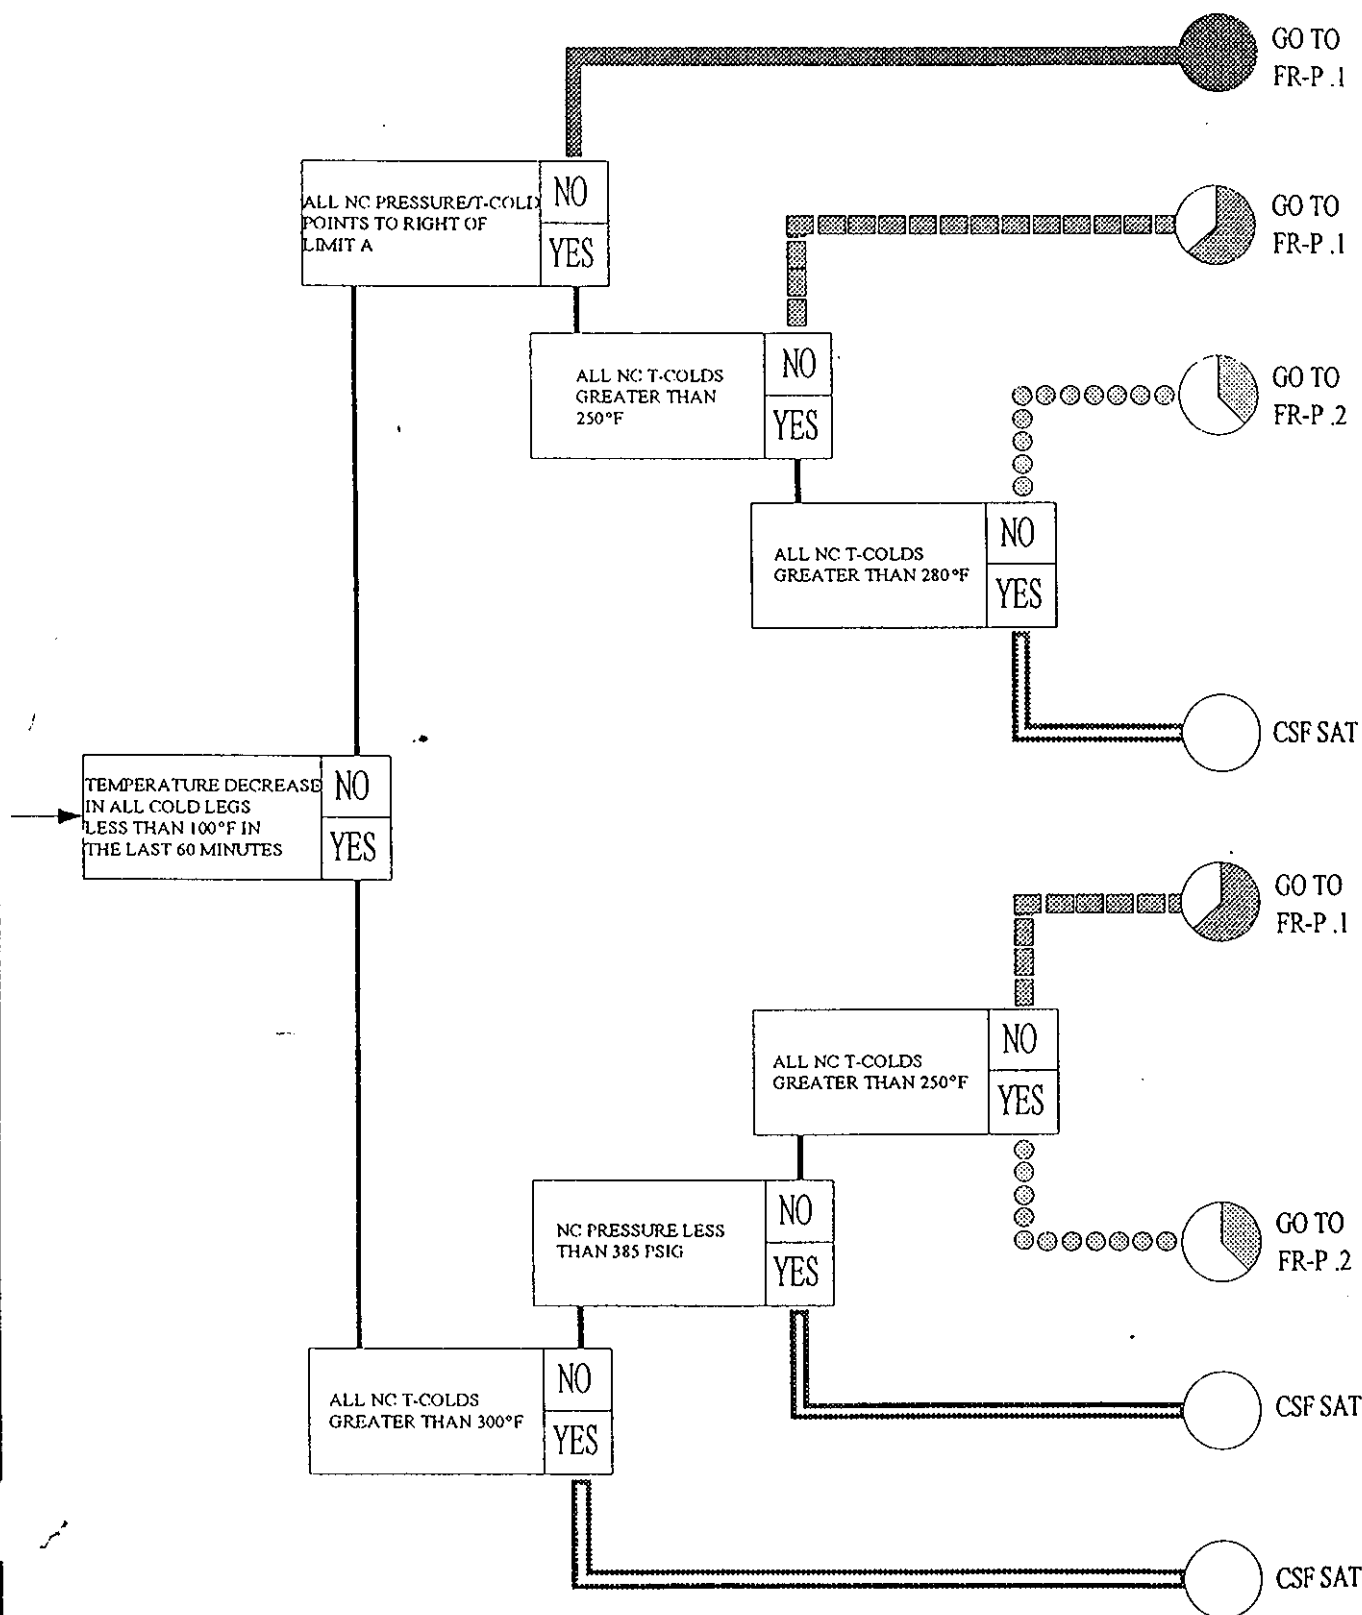 GO TO
FR-P .1
ALL NC PRESSURE/T-COLD
POINTS TO RIGHT OF
LIMIT A
NO
YES
GO TO
FR-P .1
ALL NC T-COLDS
GREATER THAN
250°F
NO
YES
GO TO
FR-P .2
ALL NC T-COLDS
GREATER THAN 280°F
NO
YES
CSF SAT
TEMPERATURE DECREASE
IN ALL COLD LEGS
LESS THAN 100°F IN
THE LAST 60 MINUTES
NO
YES
GO TO
FR-P .1
ALL NC T-COLDS
GREATER THAN 250°F
NO
YES
GO TO
FR-P .2
NC PRESSURE LESS
THAN 385 PSIG
NO
YES
CSF SAT
ALL NC T-COLDS
GREATER THAN 300°F
NO
YES
CSF SAT